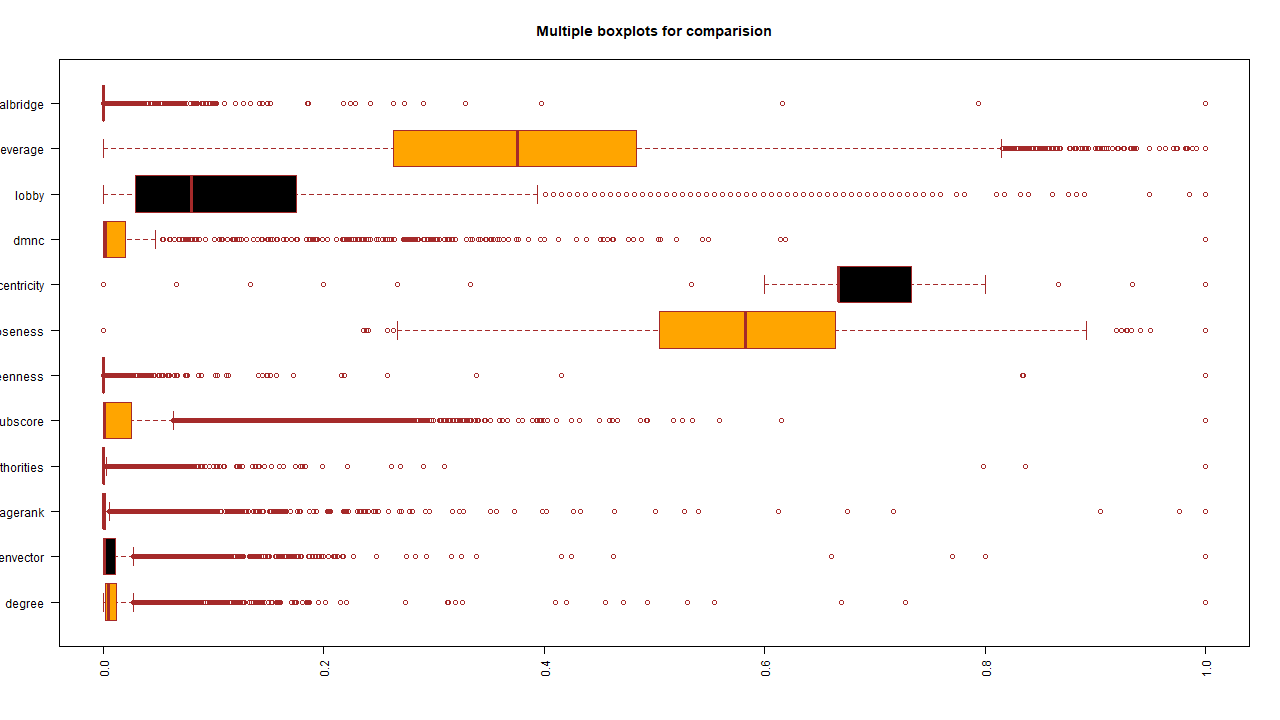 Multiple boxplots for comparision
albridge
everage
lobby
dmnc
centricity
oseness
eenness
ubscore
thorities
agerank
envector
degree
0.0 0.2 0.4 0.6 0.8 1.0